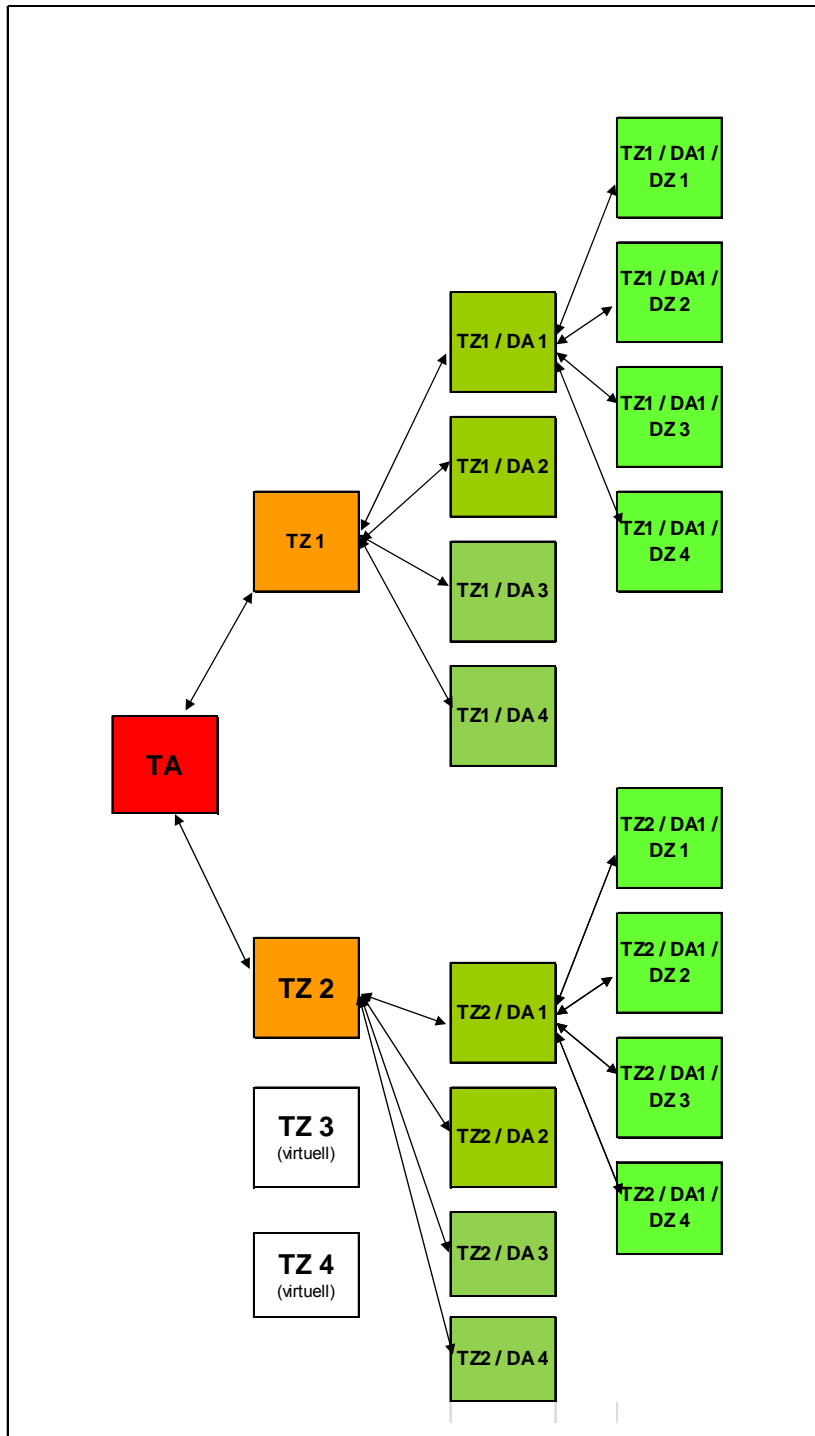 TZ1 / DA1 /
DZ 1
TZ1 / DA1 /
DZ 2
TZ1 / DA 1
TZ1 / DA1 /
DZ 3
TZ1 / DA 2
TZ1 / DA1 /
DZ 4
TZ 1
TZ1 / DA 3
TZ1 / DA 4
TA
TZ2 / DA1 /
DZ 1
TZ2 / DA1 /
DZ 2
TZ 2
TZ2 / DA 1
TZ2 / DA1 /
DZ 3
TZ 3
(virtuell)
TZ2 / DA 2
TZ2 / DA1 /
DZ 4
TZ 4
(virtuell)
TZ2 / DA 3
TZ2 / DA 4